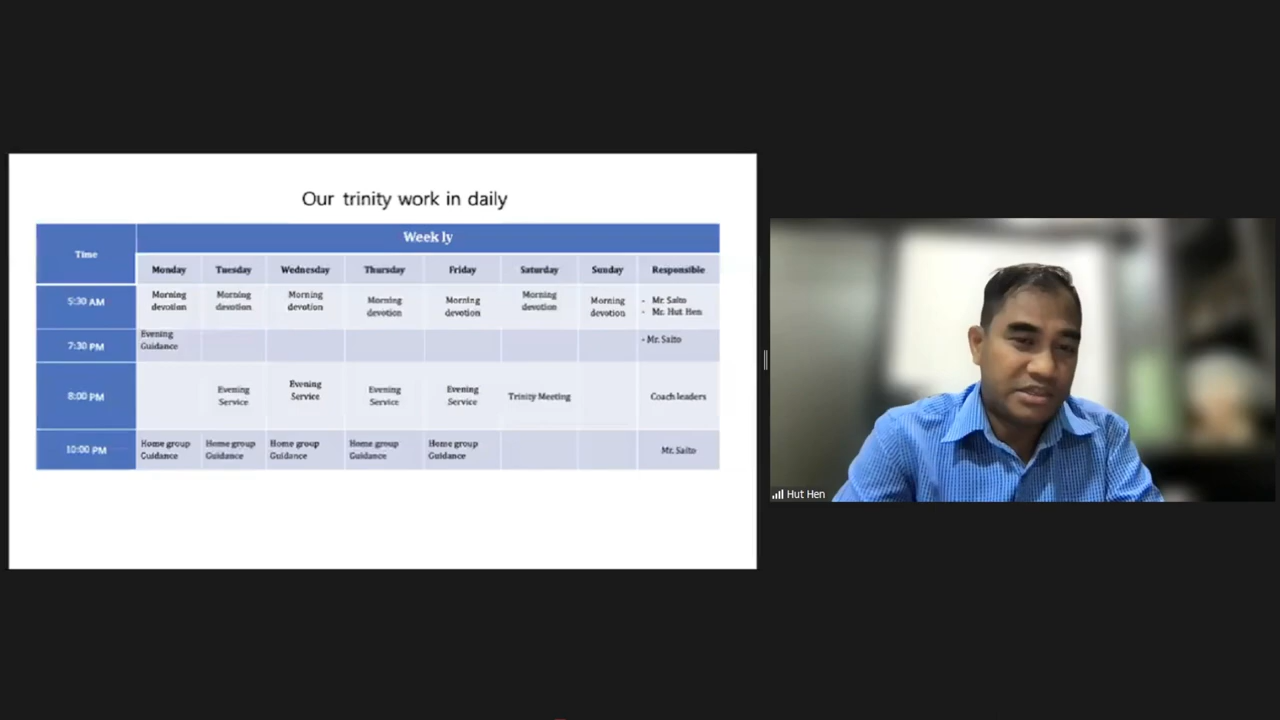 Our trinity work in daily
Time
Week ly
Monday Tuesday Wednesday Thursday Friday Saturday Sunday Responsible
5:30 AM
Morning devotion
Morning devotion
Morning devotion
Morning devotion
Morning devotion
Morning devotion
Morning devotion
- Mr. Saito
- Mr. Hut Hen
7:30 PM
Evening Guidance
- Mr. Saito
8:00 PM
Evening Service
Evening Service
Evening Service
Evening Service
Trinity Meeting
Coach leaders
10:00 PM
Home group Guidance
Home group Guidance
Home group Guidance
Home group Guidance
Home group Guidance
Mr. Saito
Hut Hen